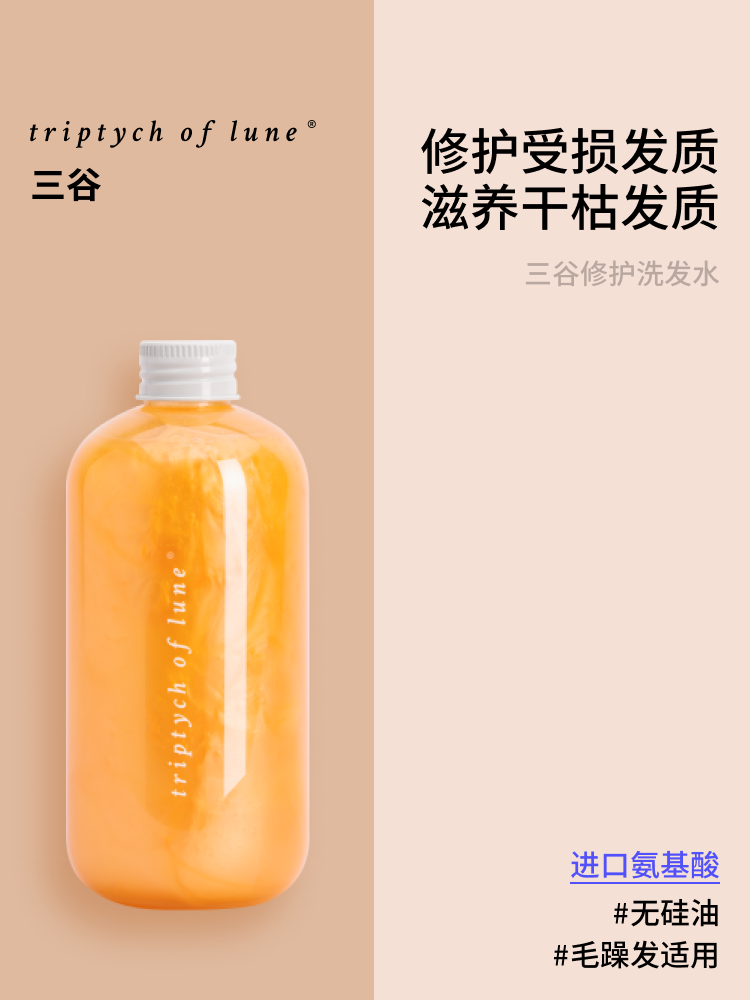 triptych of lune®
三谷
修护受损发质
滋养干枯发质
三谷修护洗发水
triptych of lune®
进口氨基酸
#无硅油
#毛躁发适用